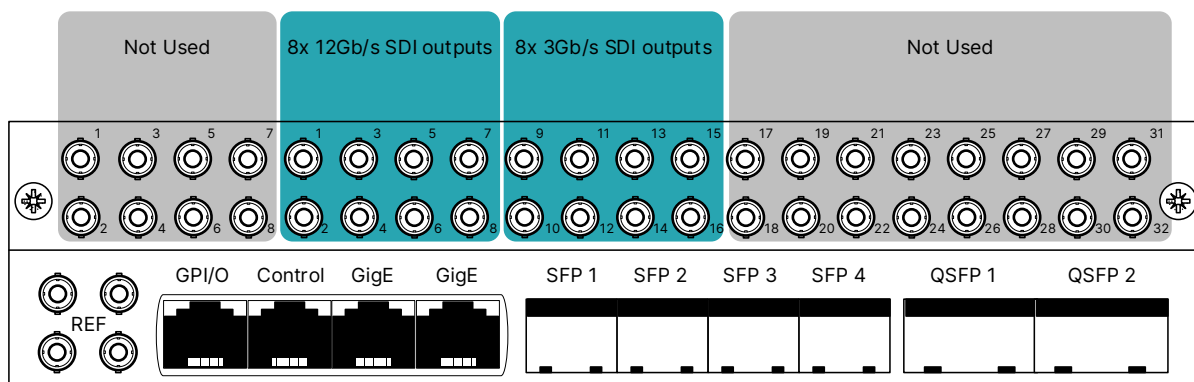 Not Used 8x 12Gb/s SDI outputs 8x 3Gb/s SDI outputs Not Used
1 3 5 7 1 3 5 7 9 11 13 15 17 19 21 23 25 27 29 31
2 4 6 8 2 4 6 8 10 12 14 16 18 20 22 24 26 28 30 32
GPI/O Control GigE GigE SFP 1 SFP 2 SFP 3 SFP 4 QSFP 1 QSFP 2
REF